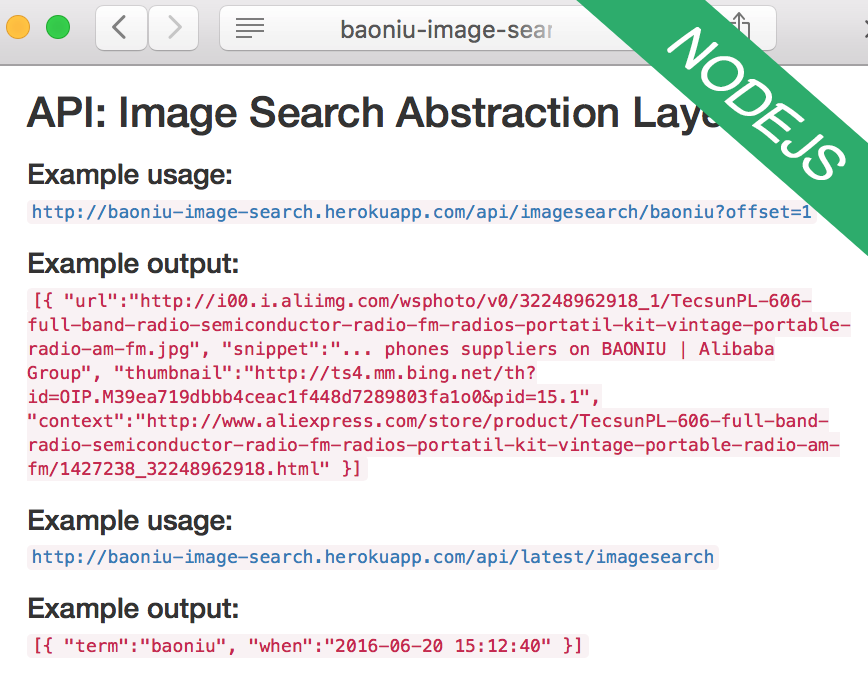 baoniu-image-sear
NODEJS
API: Image Search Abstraction Laye
Example usage:
http://baoniu-image-search.herokuapp.com/api/imagesearch/baoniu?offset=1
Example output:
[{ "url":"http://i00.i.aliimg.com/wsphoto/v0/32248962918_1/TecsunPL-606-
full-band-radio-semiconductor-radio-fm-radios-portatil-kit-vintage-portable-
radio-am-fm.jpg", "snippet":"... phones suppliers on BAONIU | Alibaba
Group", "thumbnail":"http://ts4.mm.bing.net/th?
id=OIP.M39ea719dbbb4ceac1f448d7289803fa1o0&pid=15.1",
"context":"http://www.aliexpress.com/store/product/TecsunPL-606-full-band-
radio-semiconductor-radio-fm-radios-portatil-kit-vintage-portable-radio-am-
fm/1427238_32248962918.html" }]
Example usage:
http://baoniu-image-search.herokuapp.com/api/latest/imagesearch
Example output:
[{ "term":"baoniu", "when":"2016-06-20 15:12:40" }]